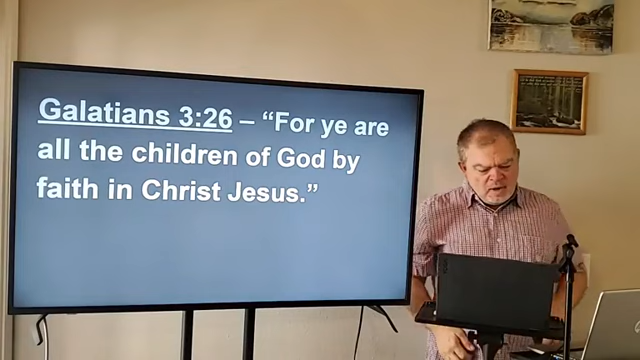 Galatians 3:26 – “For ye are
all the children of God by
faith in Christ Jesus.”